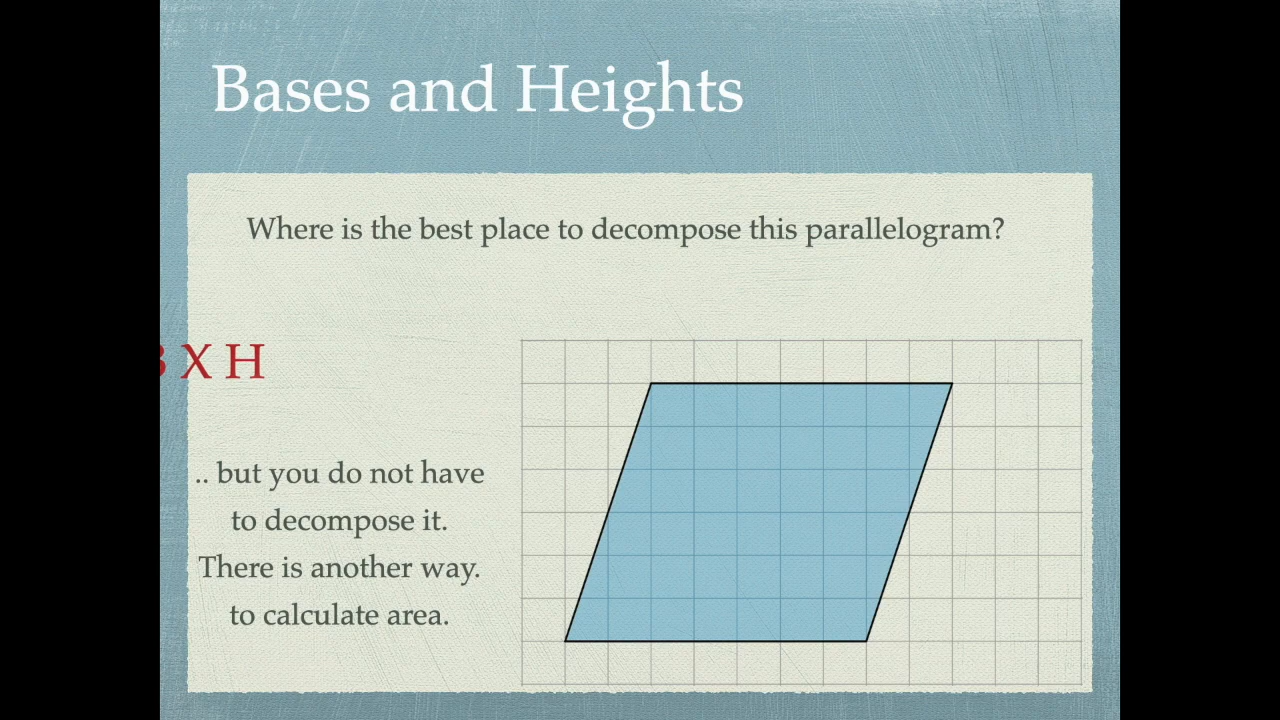 Bases and Heights
Where is the best place to decompose this parallelogram?
B X H
.. but you do not have
to decompose it.
There is another way.
to calculate area.